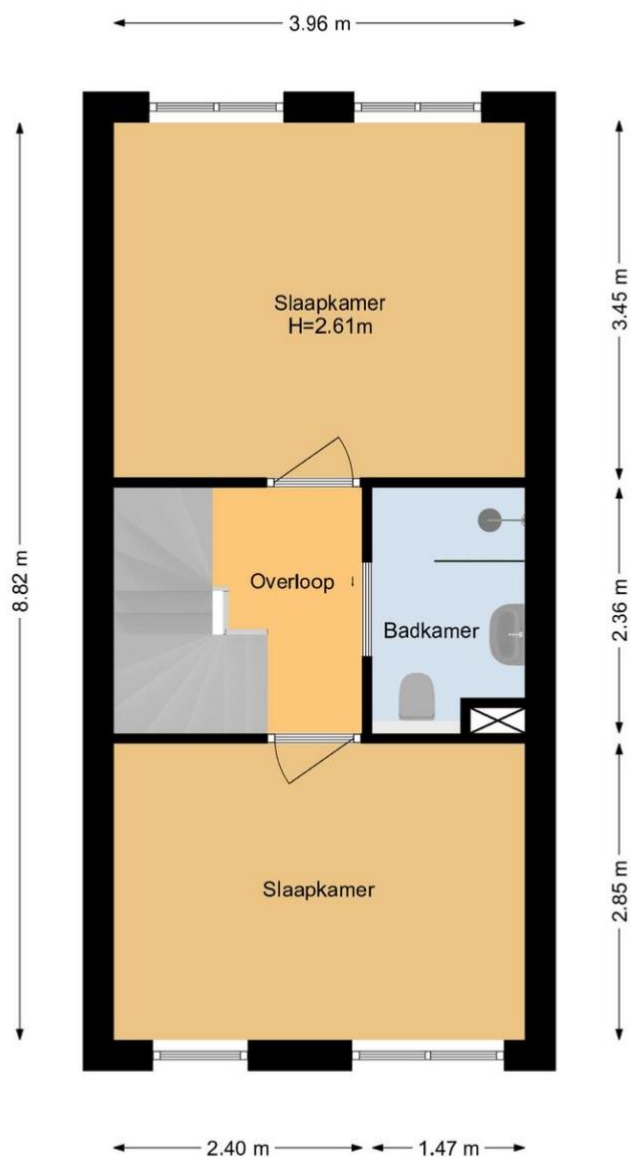 3.96 m
Slaapkamer
H=2.61m
3.45 m
8.82 m
Overloop
Badkamer
2.36 m
Slaapkamer
2.85 m
2.40 m
1.47 m